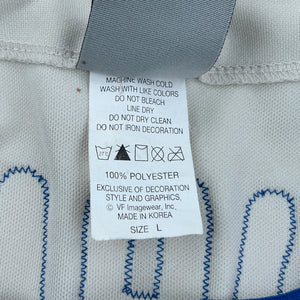 MACHINE WASH COLD
WASH WITH LIKE COLORS
DO NOT BLEACH
LINE DRY
DO NOT DRY CLEAN
DO NOT IRON DECORATION
100% POLYESTER
EXCLUSIVE OF DECORATION
STYLE AND GRAPHICS,
© VF Imagewear, Inc.
MADE IN KOREA
SIZE L